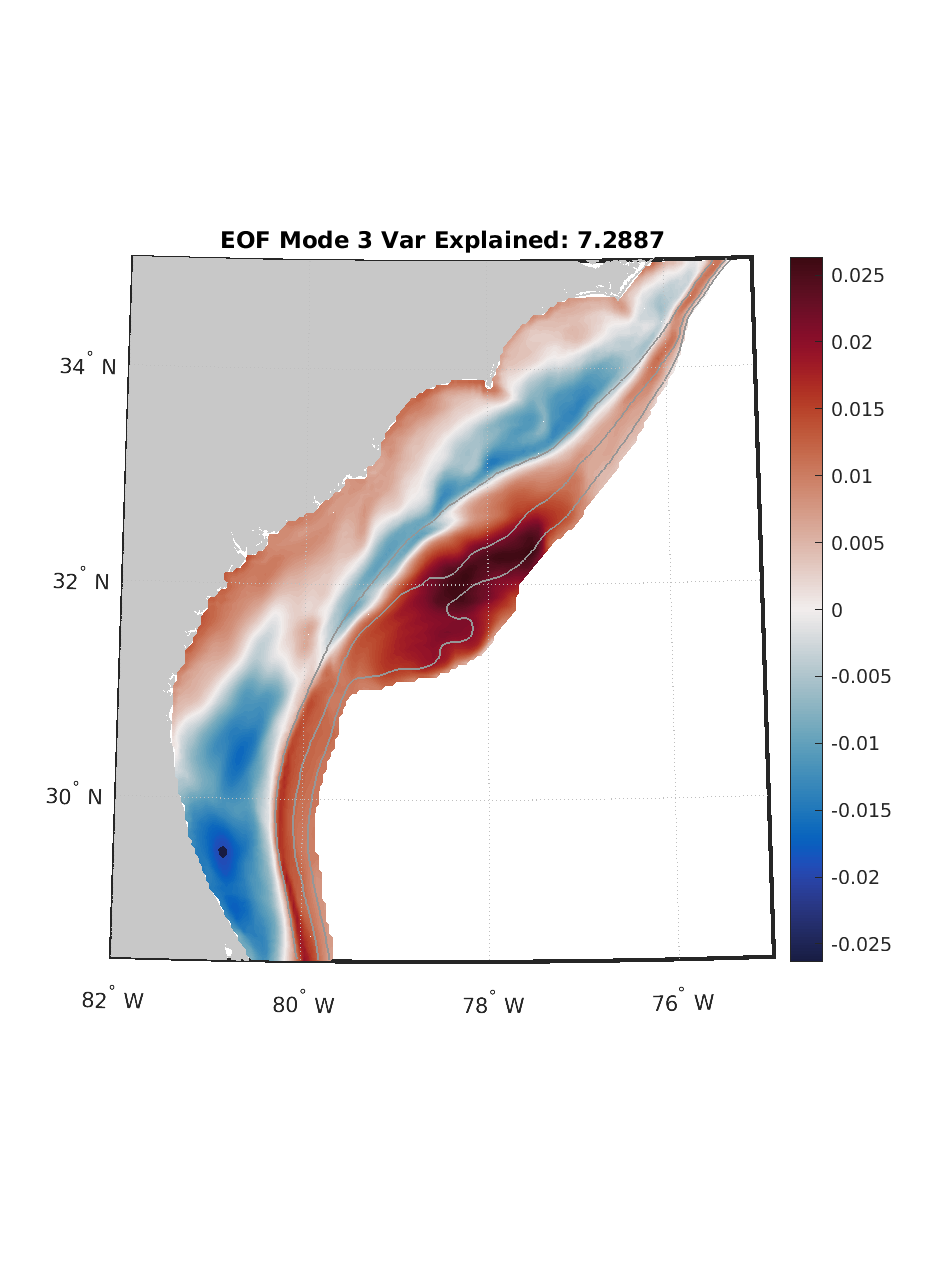 EOF Mode 3 Var Explained: 7.2887
34° N
32° N
30° N
82° W
80° W
78° W
76° W
0.025
0.02
0.015
0.01
0.005
0
-0.005
-0.01
-0.015
-0.02
-0.025